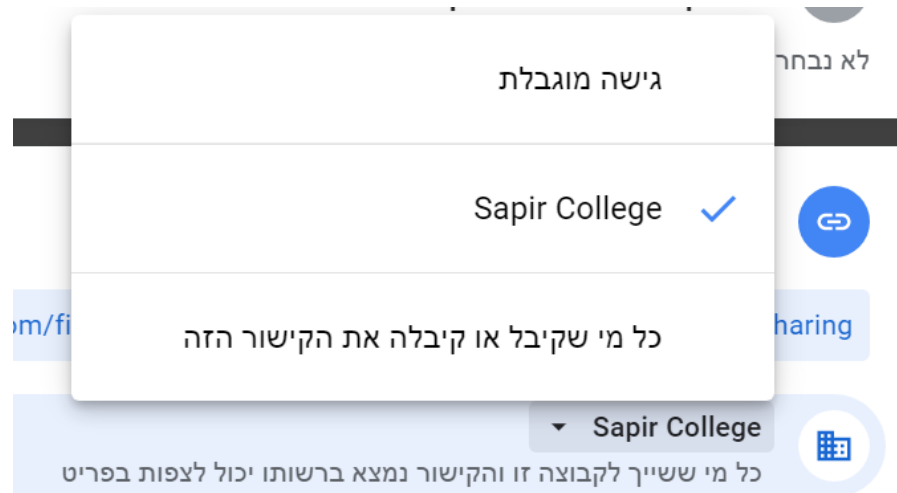 לא נבחר
גישה מוגבלת
Sapir College
כל מי שקיבל או קיבלה את הקישור הזה
om/fi
haring
Sapir College
כל מי ששייך לקבוצה זו והקישור נמצא ברשותו יכול לצפות בפריט